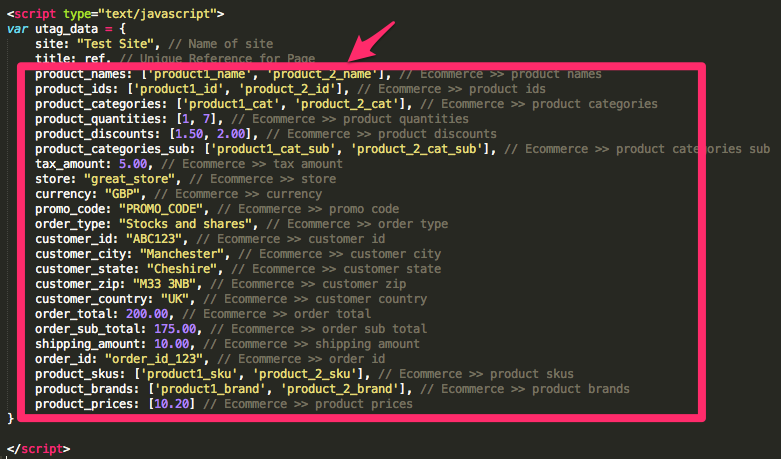 <script type="text/javascript">
var utag_data = {
site: "Test Site", // Name of site
title: ref, // Unique Reference for Page
product_names: ['product1_name', 'product_2_name'], // Ecommerce >> product names
product_ids: ['product1_id', 'product_2_id'], // Ecommerce >> product ids
product_categories: ['product1_cat', 'product_2_cat'], // Ecommerce >> product categories
product_quantities: [1, 7], // Ecommerce >> product quantities
product_discounts: [1.50, 2.00], // Ecommerce >> product discounts
product_categories_sub: ['product1_cat_sub', 'product_2_cat_sub'], // Ecommerce >> product categories sub
tax_amount: 5.00, // Ecommerce >> tax amount
store: "great_store", // Ecommerce >> store
currency: "GBP", // Ecommerce >> currency
promo_code: "PROMO_CODE", // Ecommerce >> promo code
order_type: "Stocks and shares", // Ecommerce >> order type
customer_id: "ABC123", // Ecommerce >> customer id
customer_city: "Manchester", // Ecommerce >> customer city
customer_state: "Cheshire", // Ecommerce >> customer state
customer_zip: "M33 3NB", // Ecommerce >> customer zip
customer_country: "UK", // Ecommerce >> customer country
order_total: 200.00, // Ecommerce >> order total
order_sub_total: 175.00, // Ecommerce >> order sub total
shipping_amount: 10.00, // Ecommerce >> shipping amount
order_id: "order_id_123", // Ecommerce >> order id
product_skus: ['product1_sku', 'product_2_sku'], // Ecommerce >> product skus
product_brands: ['product1_brand', 'product_2_brand'], // Ecommerce >> product brands
product_prices: [10.20] // Ecommerce >> product prices
}
</script>